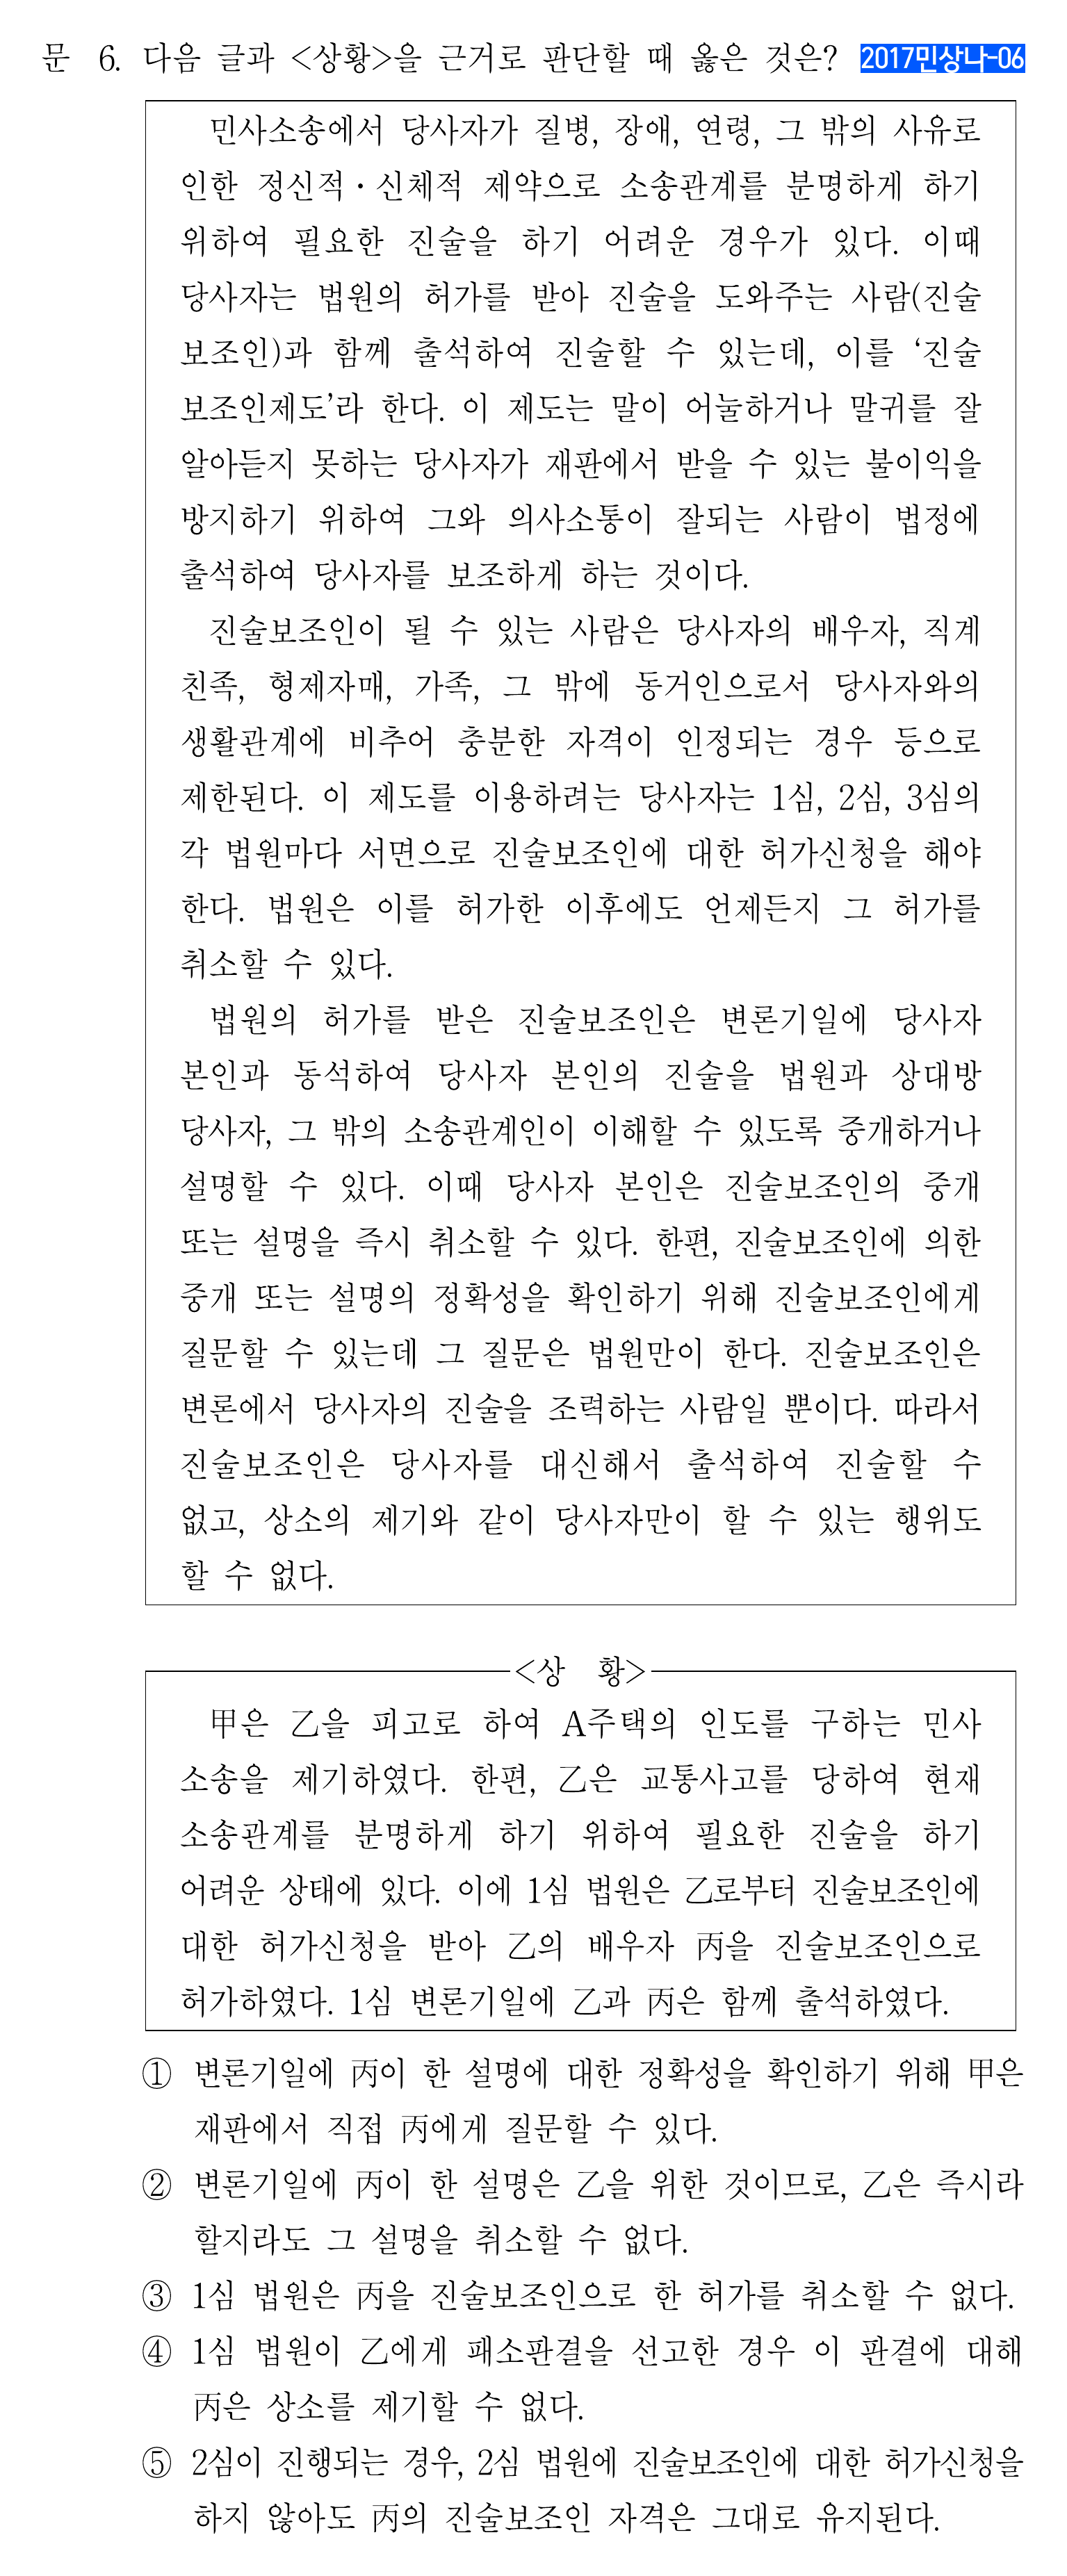 문 6. 다음 글과 <상황>을 근거로 판단할 때 옳은 것은? 2017민상나-06
민사소송에서 당사자가 질병, 장애, 연령, 그 밖의 사유로
인한 정신적·신체적 제약으로 소송관계를 분명하게 하기
위하여 필요한 진술을 하기 어려운 경우가 있다. 이때
당사자는 법원의 허가를 받아 진술을 도와주는 사람(진술
보조인)과 함께 출석하여 진술할 수 있는데, 이를 ‘진술
보조인제도’라 한다. 이 제도는 말이 어눌하거나 말귀를 잘
알아듣지 못하는 당사자가 재판에서 받을 수 있는 불이익을
방지하기 위하여 그와 의사소통이 잘되는 사람이 법정에
출석하여 당사자를 보조하게 하는 것이다.
진술보조인이 될 수 있는 사람은 당사자의 배우자, 직계
친족, 형제자매, 가족, 그 밖에 동거인으로서 당사자와의
생활관계에 비추어 충분한 자격이 인정되는 경우 등으로
제한된다. 이 제도를 이용하려는 당사자는 1심, 2심, 3심의
각 법원마다 서면으로 진술보조인에 대한 허가신청을 해야
한다. 법원은 이를 허가한 이후에도 언제든지 그 허가를
취소할 수 있다.
법원의 허가를 받은 진술보조인은 변론기일에 당사자
본인과 동석하여 당사자 본인의 진술을 법원과 상대방
당사자, 그 밖의 소송관계인이 이해할 수 있도록 중개하거나
설명할 수 있다. 이때 당사자 본인은 진술보조인의 중개
또는 설명을 즉시 취소할 수 있다. 한편, 진술보조인에 의한
중개 또는 설명의 정확성을 확인하기 위해 진술보조인에게
질문할 수 있는데 그 질문은 법원만이 한다. 진술보조인은
변론에서 당사자의 진술을 조력하는 사람일 뿐이다. 따라서
진술보조인은 당사자를 대신해서 출석하여 진술할 수
없고, 상소의 제기와 같이 당사자만이 할 수 있는 행위도
할 수 없다.
<상 황>
甲은 乙을 피고로 하여 A주택의 인도를 구하는 민사
소송을 제기하였다. 한편, 乙은 교통사고를 당하여 현재
소송관계를 분명하게 하기 위하여 필요한 진술을 하기
어려운 상태에 있다. 이에 1심 법원은 乙로부터 진술보조인에
대한 허가신청을 받아 乙의 배우자 丙을 진술보조인으로
허가하였다. 1심 변론기일에 乙과 丙은 함께 출석하였다.
① 변론기일에 丙이 한 설명에 대한 정확성을 확인하기 위해 甲은
재판에서 직접 丙에게 질문할 수 있다.
② 변론기일에 丙이 한 설명은 乙을 위한 것이므로, 乙은 즉시라
할지라도 그 설명을 취소할 수 없다.
③ 1심 법원은 丙을 진술보조인으로 한 허가를 취소할 수 없다.
④ 1심 법원이 乙에게 패소판결을 선고한 경우 이 판결에 대해
丙은 상소를 제기할 수 없다.
⑤ 2심이 진행되는 경우, 2심 법원에 진술보조인에 대한 허가신청을
하지 않아도 丙의 진술보조인 자격은 그대로 유지된다.